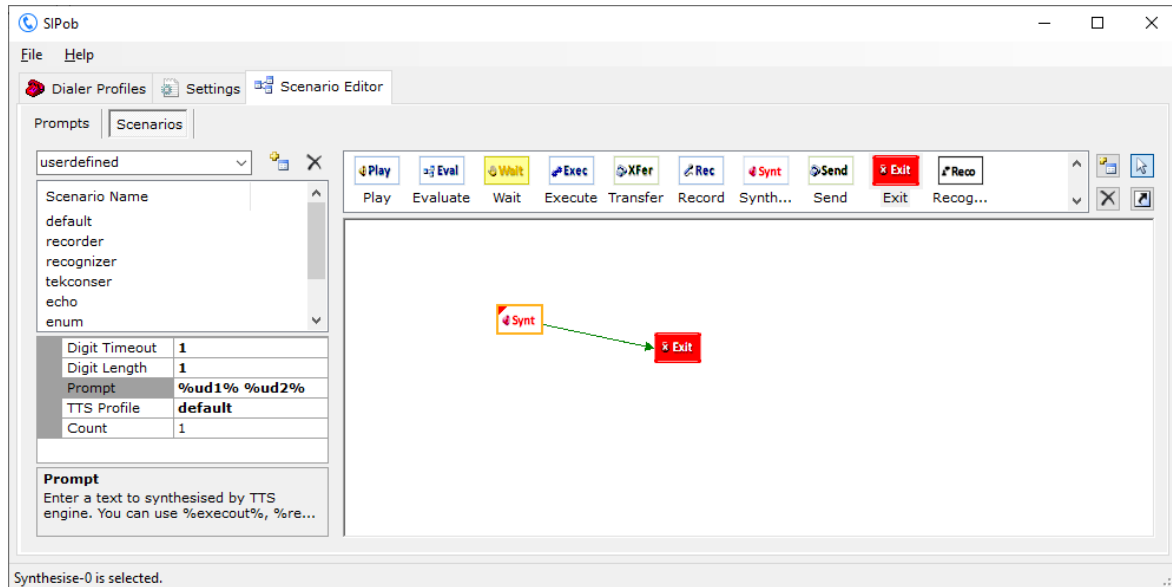 SIPob
File Help
Dialer Profiles Settings Scenario Editor
Prompts Scenarios
userdefined
Play Eval Wait Exec XFer Rec Synt Send Exit Reco
Play Evaluate Wait Execute Transfer Record Synth... Send Exit Recog...
Scenario Name
default
recorder
recognizer
tekconser
echo
enum
Synt
Exit
Digit Timeout 1
Digit Length 1
Prompt %ud1% %ud2%
TTS Profile default
Count 1
Prompt
Enter a text to synthesised by TTS
engine. You can use %execout%, %re...
Synthesise-0 is selected.